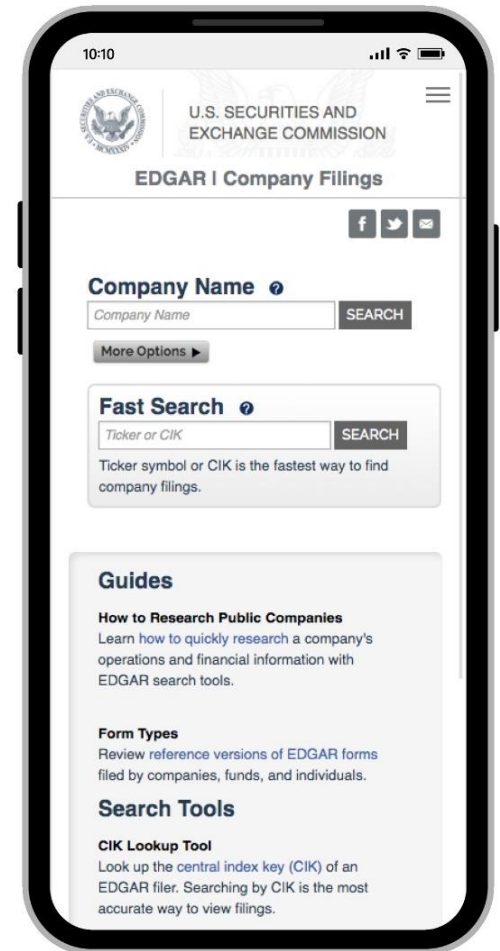 10:10
U.S. SECURITIES AND
EXCHANGE COMMISSION
EDGAR | Company Filings
Company Name
Company Name
SEARCH
More Options
Fast Search
Ticker or CIK
SEARCH
Ticker symbol or CIK is the fastest way to find
company filings.
Guides
How to Research Public Companies
Learn how to quickly research a company's
operations and financial information with
EDGAR search tools.
Form Types
Review reference versions of EDGAR forms
filed by companies, funds, and individuals.
Search Tools
CIK Lookup Tool
Look up the central index key (CIK) of an
EDGAR filer. Searching by CIK is the most
accurate way to view filings.